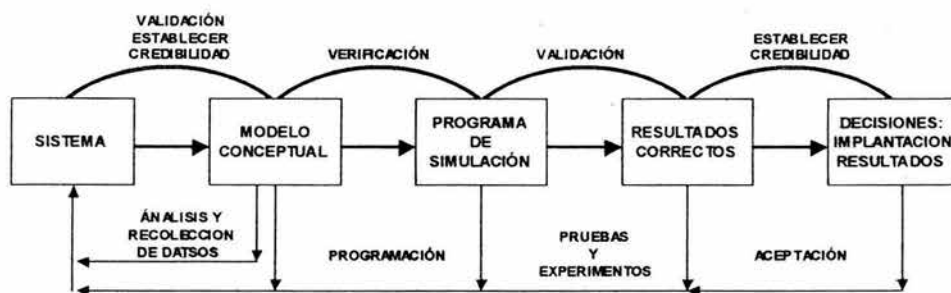 VALIDACIÓN
ESTABLECER
CREDIBILIDAD
VERIFICACIÓN
VALIDACIÓN
ESTABLECER
CREDIBILIDAD
SISTEMA
MODELO
CONCEPTUAL
PROGRAMA
DE
SIMULACIÓN
RESULTADOS
CORRECTOS
DECISIONES:
IMPLANTACION
RESULTADOS
ÁNALISIS Y
RECOLECCION
DE DATSOS
PROGRAMACIÓN
PRUEBAS
Y
EXPERIMENTOS
ACEPTACIÓN